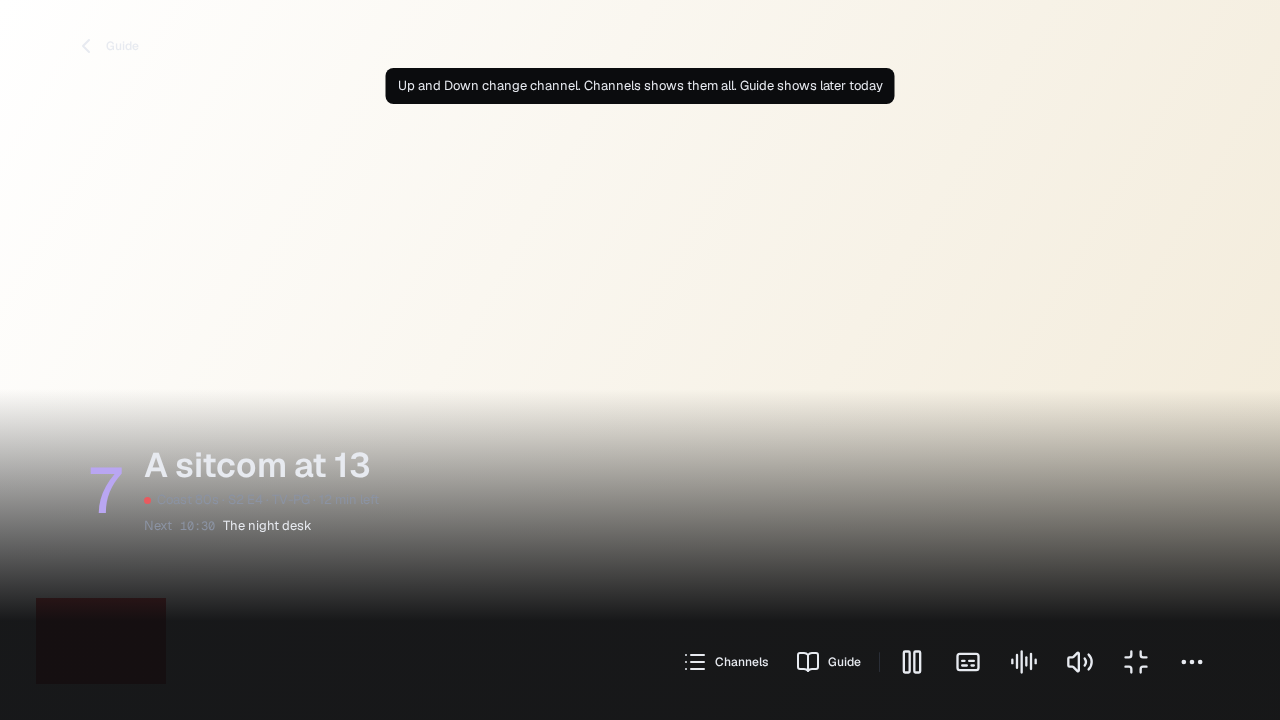 Guide
Up and Down change channel. Channels shows them all. Guide shows later today
7
A sitcom at 13
Next 10:30 The night desk
Channels
Guide